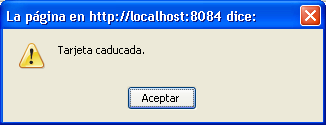 La página en http://localhost:8084 dice:
Tarjeta caducada.
Aceptar